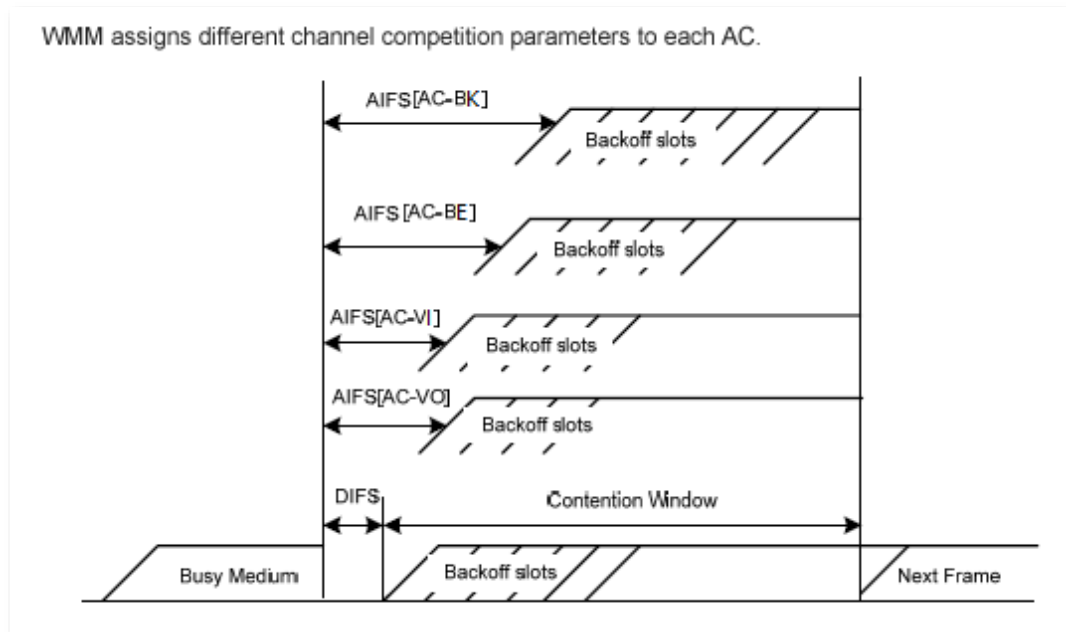 WMM assigns different channel competition parameters to each AC.
AIFS[AC-BK]
Backoff slots
AIFS[AC-BE]
Backoff slots
AIFS[AC-VI]
Backoff slots
AIFS[AC-VO]
Backoff slots
DIFS
Contention Window
Busy Medium
Backoff slots
Next Frame